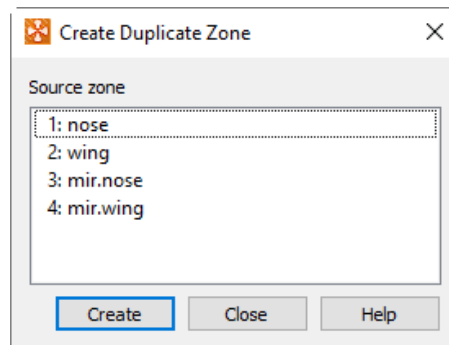 Create Duplicate Zone
Source zone
1: nose
2: wing
3: mir.nose
4: mir.wing
Create Close Help